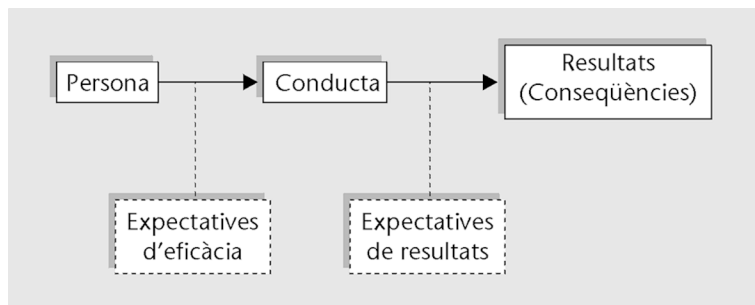 Persona
Conducta
Resultats
(Conseqüències)
Expectatives
d'eficàcia
Expectatives
de resultats